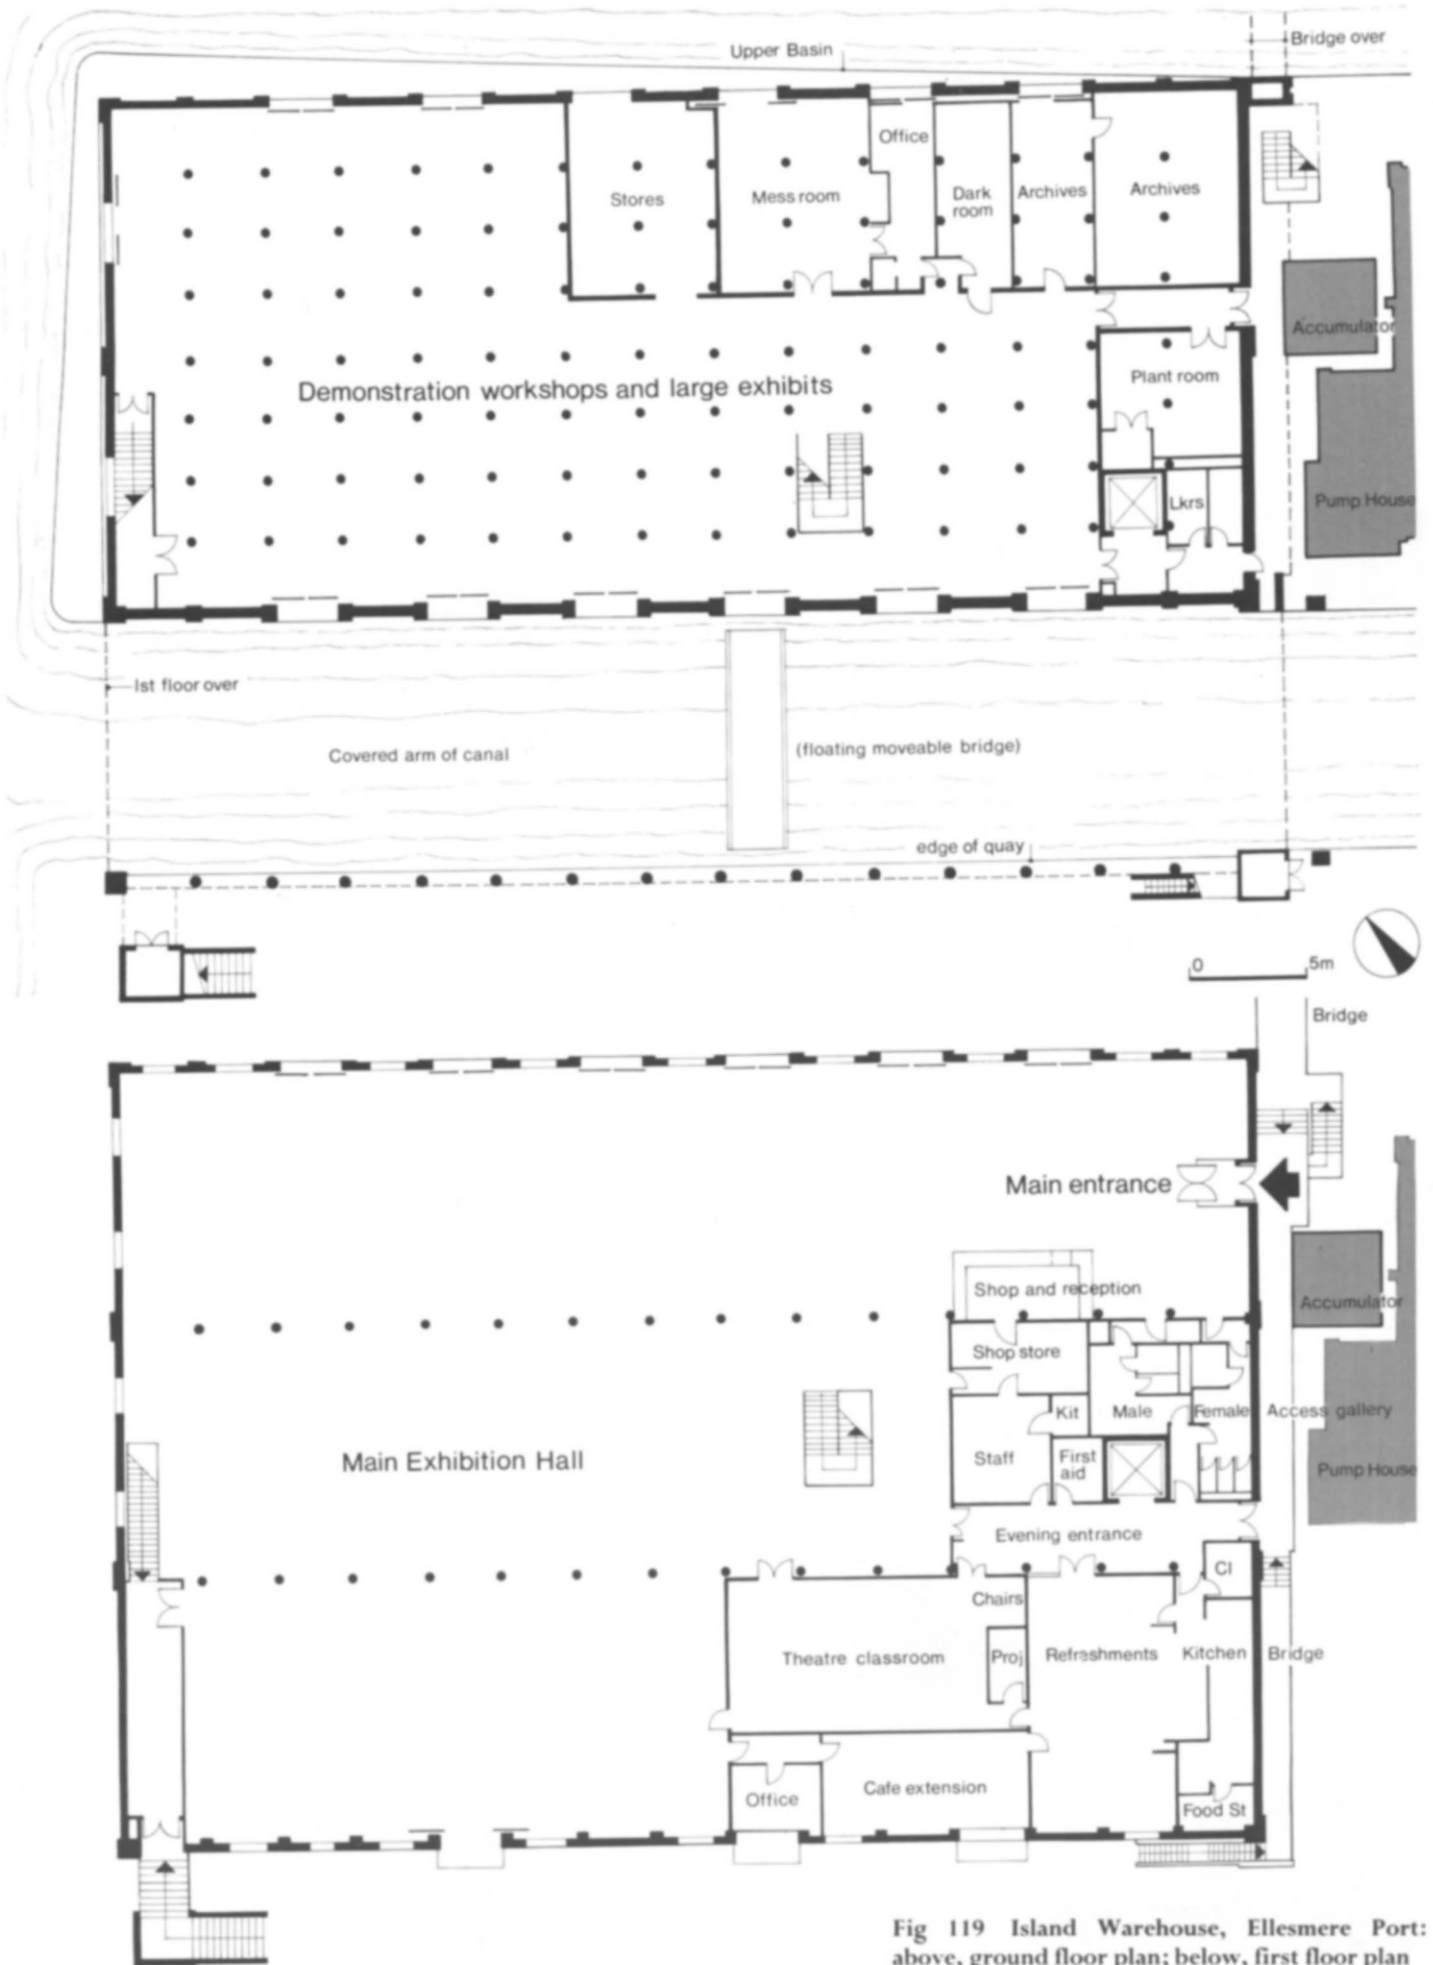 Upper Basin
Bridge over
Office
Stores
Mess room
Dark
room
Archives
Archives
Accumulator
Demonstration workshops and large exhibits
Plant room
Lkrs
Pump House
Ist floor over
Covered arm of canal
(floating moveable bridge)
edge of quay
0
5m
Bridge
Main entrance
Shop and reception
Accumulator
Shop store
Kit
Male
Female
Access gallery
Main Exhibition Hall
Staff
First
aid
Pump House
Evening entrance
Cl
Chairs
Theatre classroom
Proj
Refreshments
Kitchen
Bridge
Cafe extension
Office
Food St
Fig 119 Island Warehouse, Ellesmere Port:
above, ground floor plan; below, first floor plan